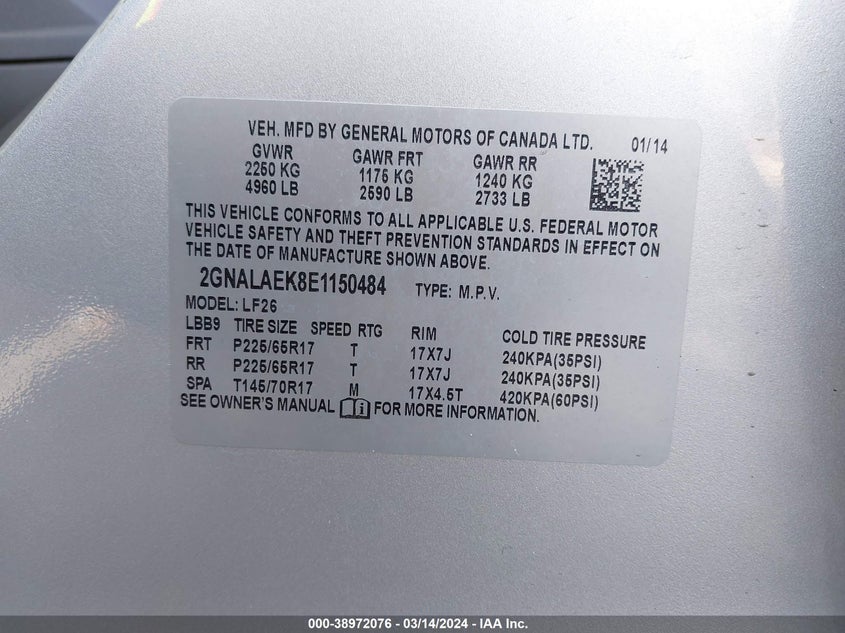 VEH. MFD BY GENERAL MOTORS OF CANADA LTD. 01/14
GVWR GAWR FRT GAWR RR
2250 KG 1175 KG 1240 KG
4960 LB 2590 LB 2733 LB
THIS VEHICLE CONFORMS TO ALL APPLICABLE U.S. FEDERAL MOTOR
VEHICLE SAFETY AND THEFT PREVENTION STANDARDS IN EFFECT ON
THE DATE OF MANUFACTURE SHOWN ABOVE.
2GNALAEK8E1150484 TYPE: M.P.V.
MODEL: LF26
LBB9 TIRE SIZE SPEED RTG RIM COLD TIRE PRESSURE
FRT P225/65R17 T 17X7J 240KPA(35PSI)
RR P225/65R17 T 17X7J 240KPA(35PSI)
SPA T145/70R17 M 17X4.5T 420KPA(60PSI)
SEE OWNER'S MANUAL i FOR MORE INFORMATION.
000-38972076 - 03/14/2024 - IAA Inc.